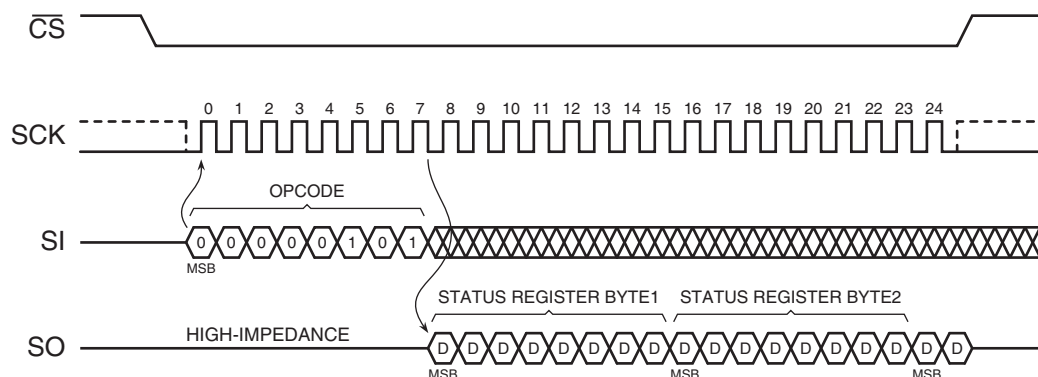 CS
0 1 2 3 4 5 6 7 8 9 10 11 12 13 14 15 16 17 18 19 20 21 22 23 24
SCK
OPCODE
SI 0 0 0 0 0 1 0 1
MSB
STATUS REGISTER BYTE1 STATUS REGISTER BYTE2
HIGH-IMPEDANCE
SO D D D D D D D D D D D D D D D D D D
MSB MSB MSB